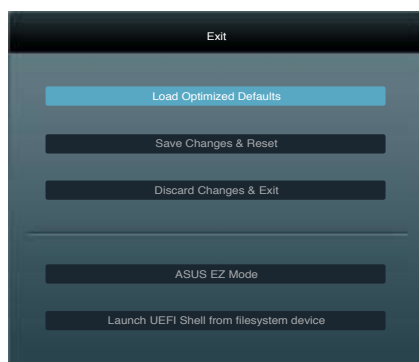 Exit
Load Optimized Defaults
Save Changes & Reset
Discard Changes & Exit
ASUS EZ Mode
Launch UEFI Shell from filesystem device